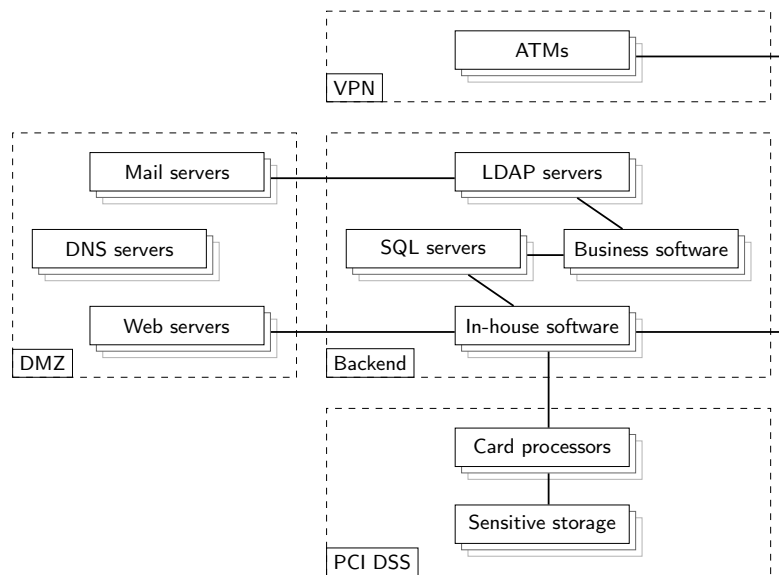 ATMs
VPN
Mail servers
LDAP servers
DNS servers
SQL servers
Business software
Web servers
In-house software
DMZ
Backend
Card processors
Sensitive storage
PCI DSS